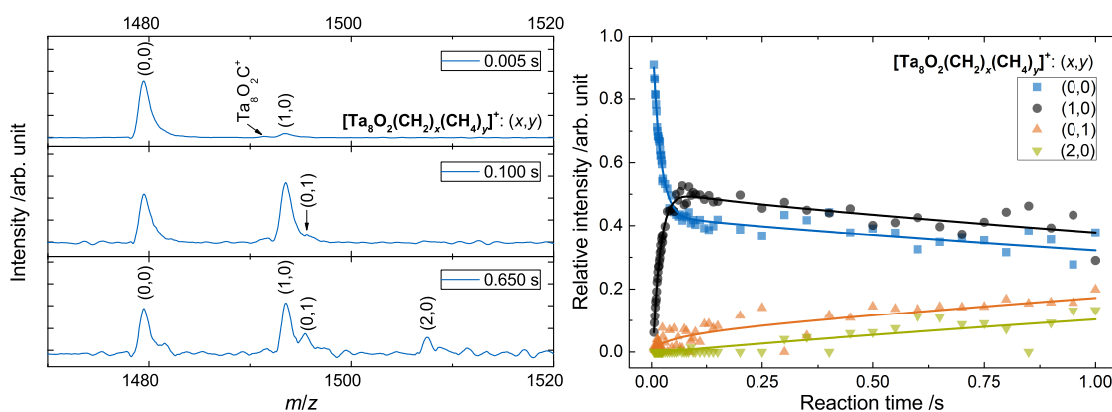 1480 1500 1520
(0,0)
0.005 s
Ta₈O₂C⁺
(1,0)
[Ta₈O₂(CH₂)ₓ(CH₄)ᵧ]⁺: (x,y)
0.100 s
(0,1)
0.650 s
(0,0)
(1,0)
(0,1)
(2,0)
1480 1500 1520
m/z
Intensity /arb. unit
1.0
0.8
0.6
0.4
0.2
0.0
Relative intensity /arb. unit
[Ta₈O₂(CH₂)ₓ(CH₄)ᵧ]⁺: (x,y)
(0,0)
(1,0)
(0,1)
(2,0)
0.00 0.25 0.50 0.75 1.00
Reaction time /s